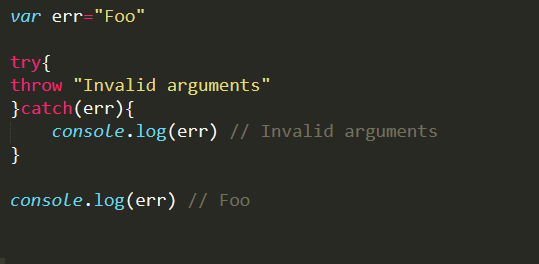 var err="Foo"
try{
throw "Invalid arguments"
}catch(err){
console.log(err) // Invalid arguments
}
console.log(err) // Foo